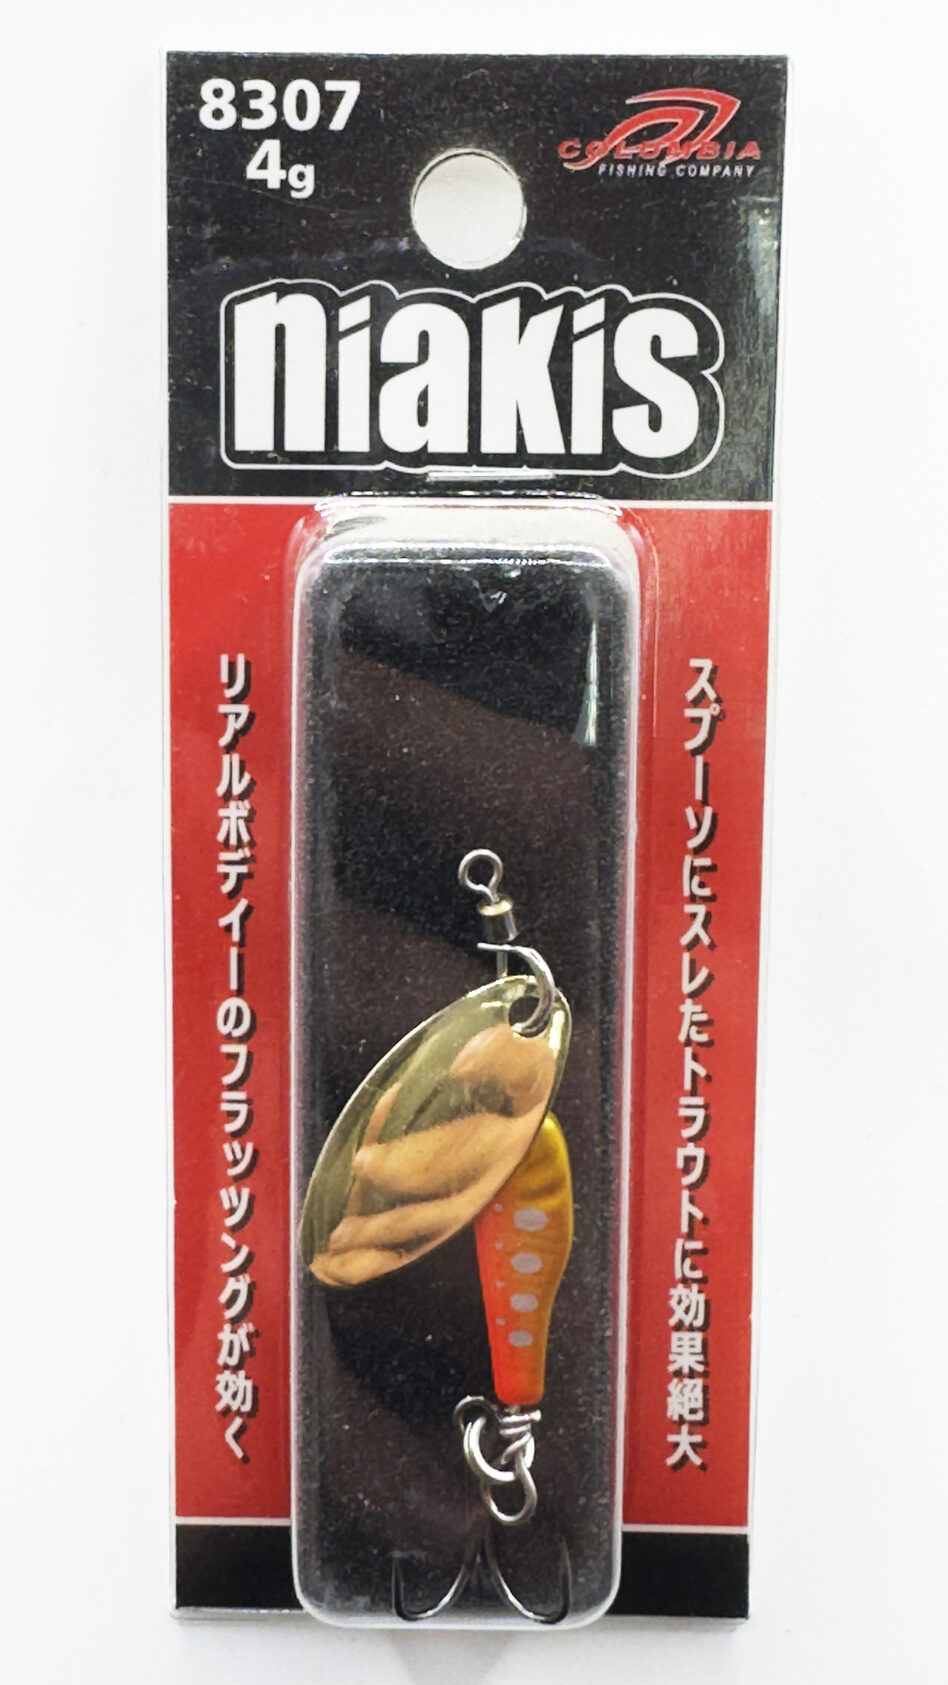 8307
4g
COLUMBIA
FISHING COMPANY
niakis
スプーンにスレたトラウトに効果絶大
リアルボディーのフラッシングが効く